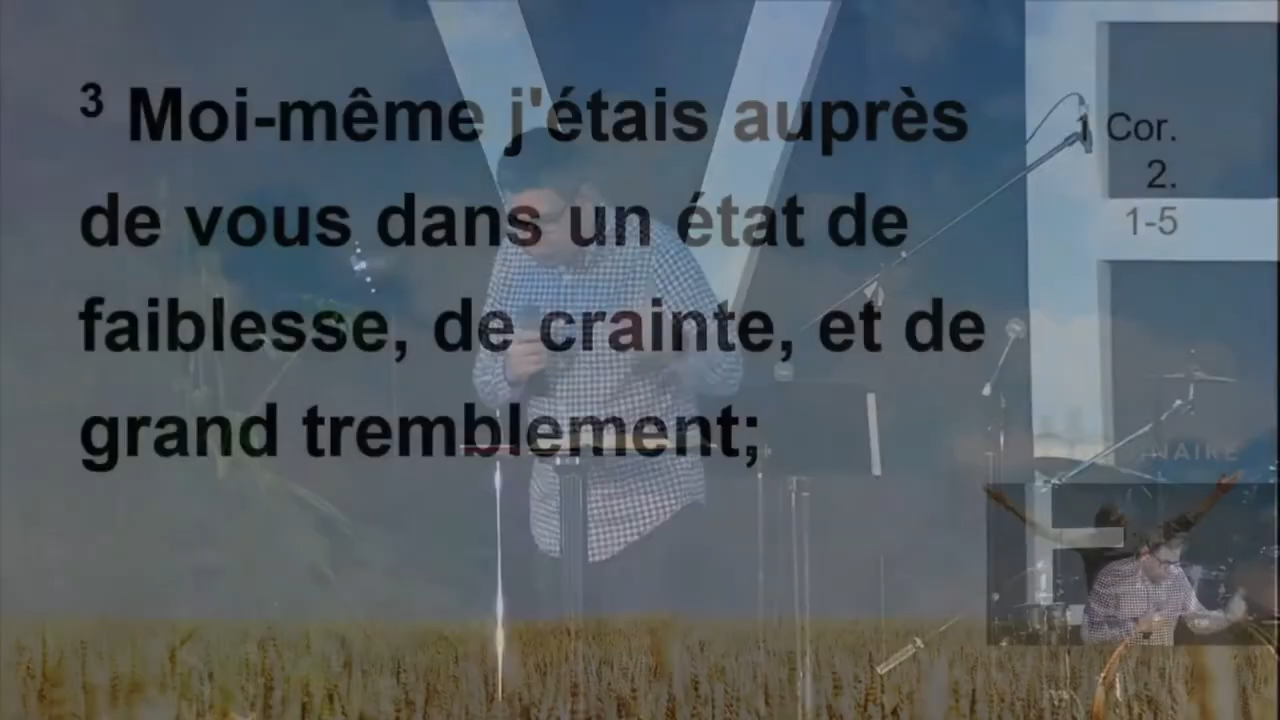 ³ Moi-même j'étais auprès
de vous dans un état de
faiblesse, de crainte, et de
grand tremblement;
1 Cor.
2.
1-5